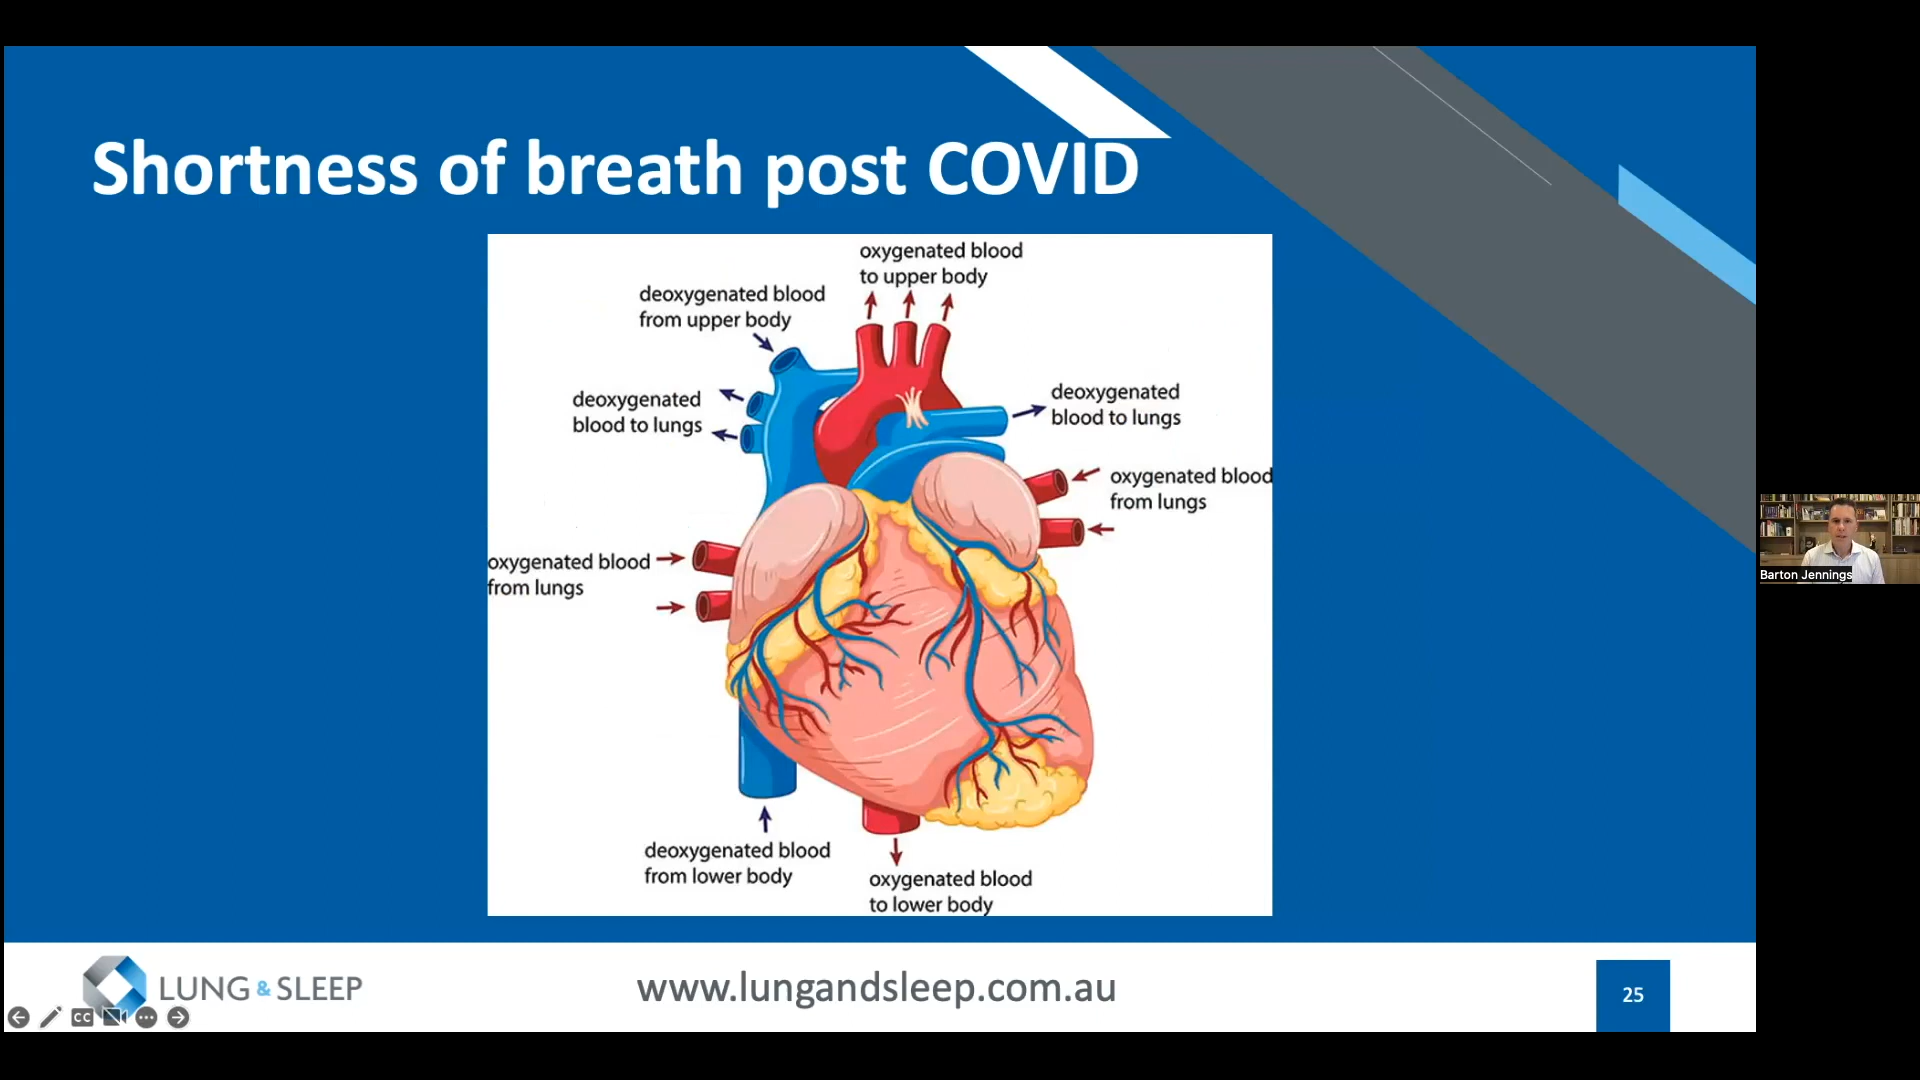 Shortness of breath post COVID
oxygenated blood
to upper body
deoxygenated blood
from upper body
deoxygenated
blood to lungs
deoxygenated
blood to lungs
oxygenated blood
from lungs
oxygenated blood
from lungs
deoxygenated blood
from lower body
oxygenated blood
to lower body
Barton Jennings
LUNG & SLEEP
www.lungandsleep.com.au
25
CC